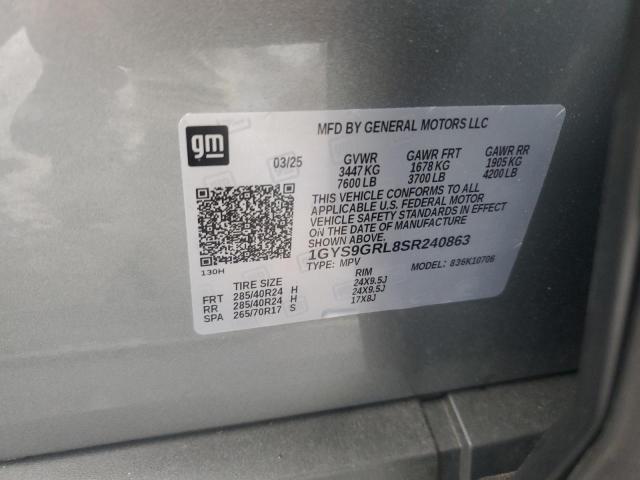 gm
MFD BY GENERAL MOTORS LLC
03/25 GVWR GAWR FRT GAWR RR
3447 KG 1678 KG 1905 KG
7600 LB 3700 LB 4200 LB
THIS VEHICLE CONFORMS TO ALL
APPLICABLE U.S. FEDERAL MOTOR
VEHICLE SAFETY STANDARDS IN EFFECT
ON THE DATE OF MANUFACTURE
SHOWN ABOVE.
1GYS9GRL8SR240863
130H
TYPE: MPV MODEL: 836K10706
TIRE SIZE RIM
FRT 285/40R24 H 24X9.5J
RR 285/40R24 H 24X9.5J
SPA 265/70R17 S 17X8J